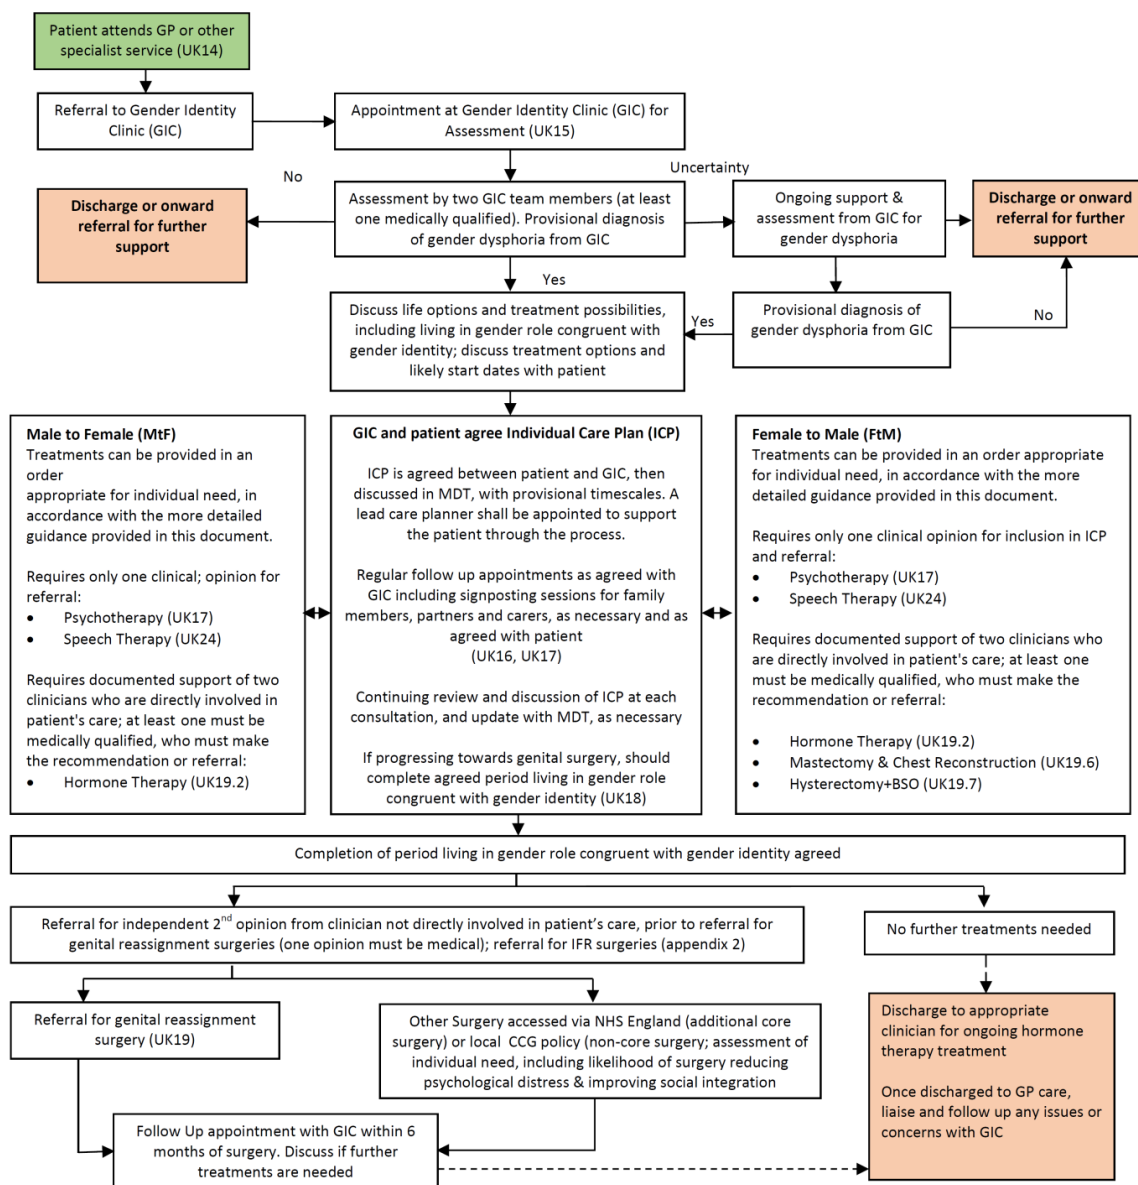 Patient attends GP or other
specialist service (UK14)
Referral to Gender Identity
Clinic (GIC)
Appointment at Gender Identity Clinic (GIC) for
Assessment (UK15)
No
Uncertainty
Discharge or onward
referral for further
support
Assessment by two GIC team members (at least
one medically qualified). Provisional diagnosis
of gender dysphoria from GIC
Ongoing support &
assessment from GIC for
gender dysphoria
Discharge or onward
referral for further
support
Yes
Discuss life options and treatment possibilities,
including living in gender role congruent with
gender identity; discuss treatment options and
likely start dates with patient
Yes
Provisional diagnosis of
gender dysphoria from GIC
No
Male to Female (MtF)
Treatments can be provided in an
order
appropriate for individual need, in
accordance with the more detailed
guidance provided in this document.
Requires only one clinical; opinion for
referral:
• Psychotherapy (UK17)
• Speech Therapy (UK24)
Requires documented support of two
clinicians who are directly involved in
patient's care; at least one must be
medically qualified, who must make
the recommendation or referral:
• Hormone Therapy (UK19.2)
GIC and patient agree Individual Care Plan (ICP)
ICP is agreed between patient and GIC, then
discussed in MDT, with provisional timescales. A
lead care planner shall be appointed to support
the patient through the process.
Regular follow up appointments as agreed with
GIC including signposting sessions for family
members, partners and carers, as necessary and as
agreed with patient
(UK16, UK17)
Continuing review and discussion of ICP at each
consultation, and update with MDT, as necessary
If progressing towards genital surgery, should
complete agreed period living in gender role
congruent with gender identity (UK18)
Female to Male (FtM)
Treatments can be provided in an order appropriate
for individual need, in accordance with the more
detailed guidance provided in this document.
Requires only one clinical opinion for inclusion in ICP
and referral:
• Psychotherapy (UK17)
• Speech Therapy (UK24)
Requires documented support of two clinicians who
are directly involved in patient's care; at least one
must be medically qualified, who must make the
recommendation or referral:
• Hormone Therapy (UK19.2)
• Mastectomy & Chest Reconstruction (UK19.6)
• Hysterectomy+BSO (UK19.7)
Completion of period living in gender role congruent with gender identity agreed
Referral for independent 2nd opinion from clinician not directly involved in patient’s care, prior to referral for
genital reassignment surgeries (one opinion must be medical); referral for IFR surgeries (appendix 2)
No further treatments needed
Referral for genital reassignment
surgery (UK19)
Other Surgery accessed via NHS England (additional core
surgery) or local CCG policy (non-core surgery; assessment
of individual need, including likelihood of surgery reducing
psychological distress & improving social integration
Discharge to appropriate
clinician for ongoing hormone
therapy treatment
Once discharged to GP care,
liaise and follow up any issues or
concerns with GIC
Follow Up appointment with GIC within 6
months of surgery. Discuss if further
treatments are needed